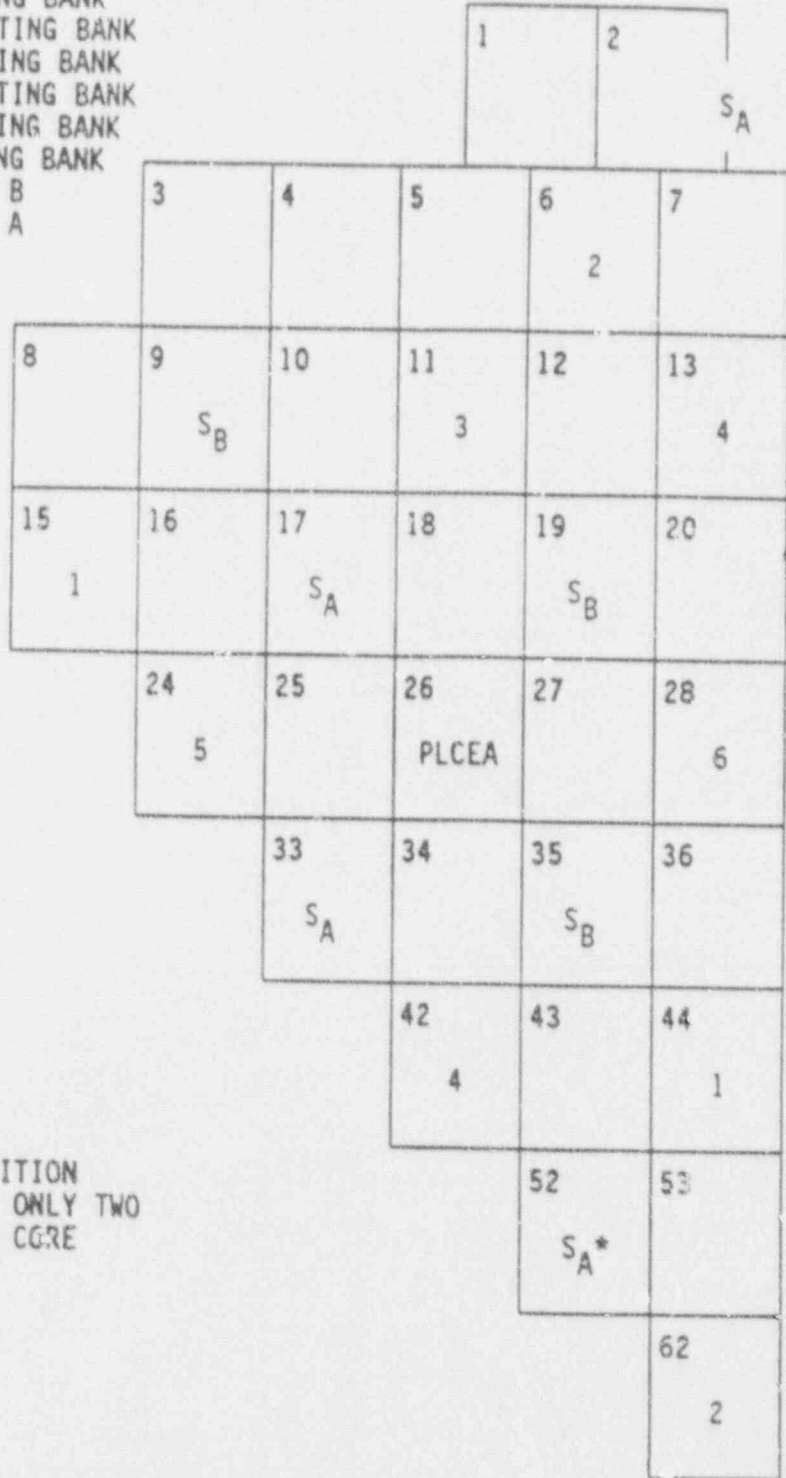 NG BANK
TING BANK
ING BANK
TING BANK
ING BANK
NG BANK
B
A
1 2
S_A
3 4 5 6 7
2
8 9 10 11 12 13
S_B 3 4
15 16 17 18 19 20
1 S_A S_B
24 25 26 27 28
5 PLCEA 6
33 34 35 36
S_A S_B
42 43 44
4 1
ITION
ONLY TWO
CORE
52 53
S_A*
62
2